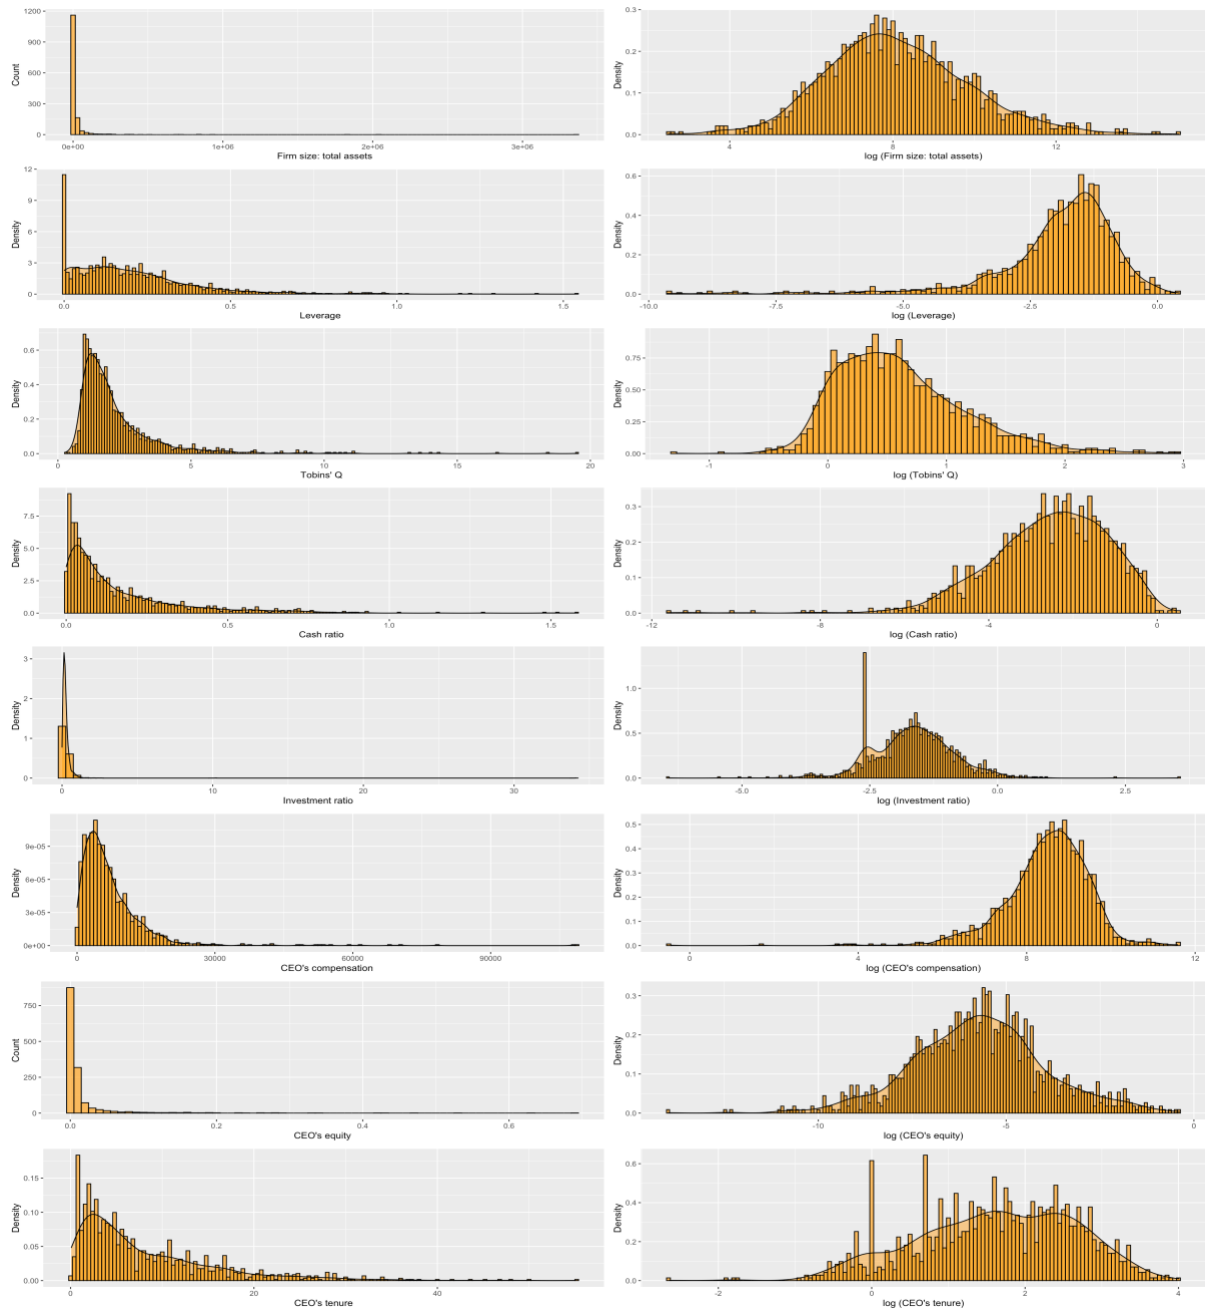 1200
900
600
300
0
Count
0e+00 1e+06 2e+06 3e+06
Firm size: total assets
0.3
0.2
0.1
0.0
Density
4 8 12
log (Firm size: total assets)
12
9
6
3
0
Density
0.0 0.5 1.0 1.5
Leverage
0.6
0.4
0.2
0.0
Density
-10.0 -7.5 -5.0 -2.5 0.0
log (Leverage)
0.6
0.4
0.2
0.0
Density
0 5 10 15 20
Tobins' Q
0.75
0.50
0.25
0.00
Density
-1 0 1 2 3
log (Tobins' Q)
7.5
5.0
2.5
0.0
Density
0.0 0.5 1.0 1.5
Cash ratio
0.3
0.2
0.1
0.0
Density
-12 -8 -4 0
log (Cash ratio)
3
2
1
0
Density
0 10 20 30
Investment ratio
1.0
0.5
0.0
Density
-5.0 -2.5 0.0 2.5
log (Investment ratio)
9e-05
6e-05
3e-05
0e+00
Density
0 30000 60000 90000
CEO's compensation
0.5
0.4
0.3
0.2
0.1
0.0
Density
0 4 8 12
log (CEO's compensation)
750
500
250
0
Count
0.0 0.2 0.4 0.6
CEO's equity
0.3
0.2
0.1
0.0
Density
-10 -5 0
log (CEO's equity)
0.15
0.10
0.05
0.00
Density
0 20 40
CEO's tenure
0.6
0.4
0.2
0.0
Density
-2 0 2 4
log (CEO's tenure)